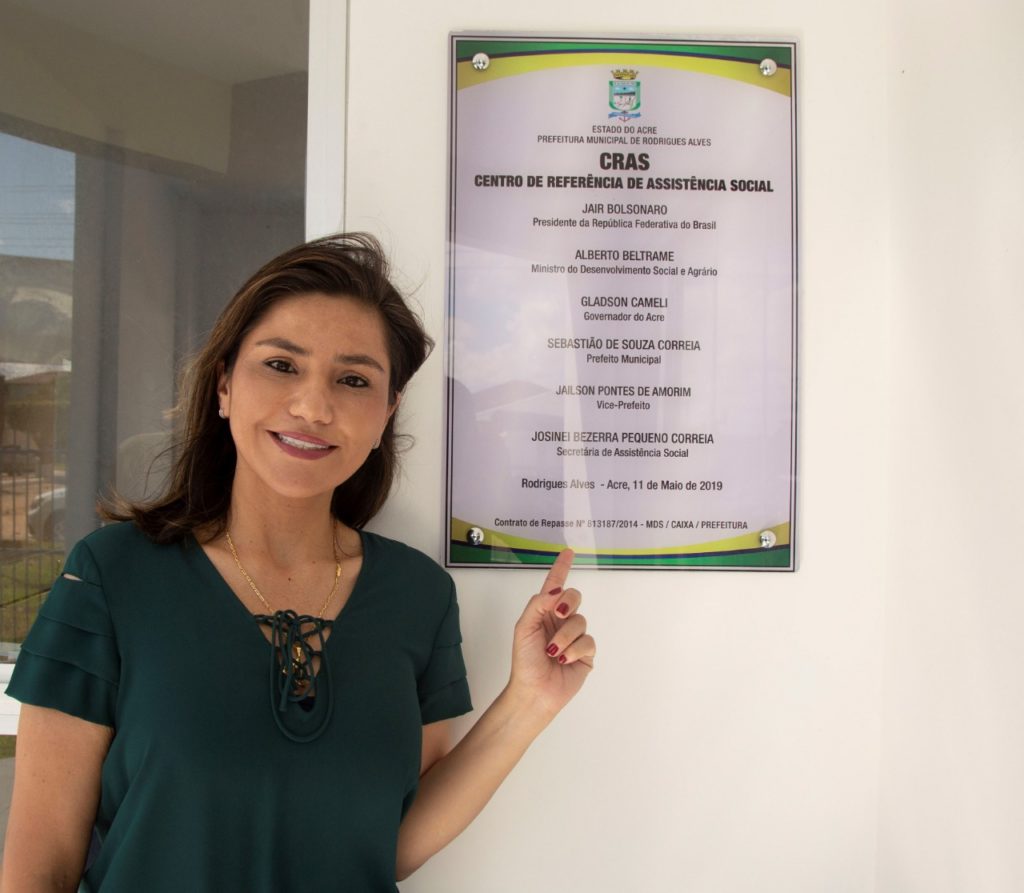 ESTADO DO ACRE
PREFEITURA MUNICIPAL DE RODRIGUES ALVES
CRAS
CENTRO DE REFERÊNCIA DE ASSISTÊNCIA SOCIAL
JAIR BOLSONARO
Presidente da República Federativa do Brasil
ALBERTO BELTRAME
Ministro do Desenvolvimento Social e Agrário
GLADSON CAMELI
Governador do Acre
SEBASTIÃO DE SOUZA CORREIA
Prefeito Municipal
JAILSON PONTES DE AMORIM
Vice-Prefeito
JOSINEI BEZERRA PEQUENO CORREIA
Secretária de Assistência Social
Rodrigues Alves - Acre, 11 de Maio de 2019
Contrato de Repasse N° 813187/2014 - MDS / CAIXA / PREFEITURA